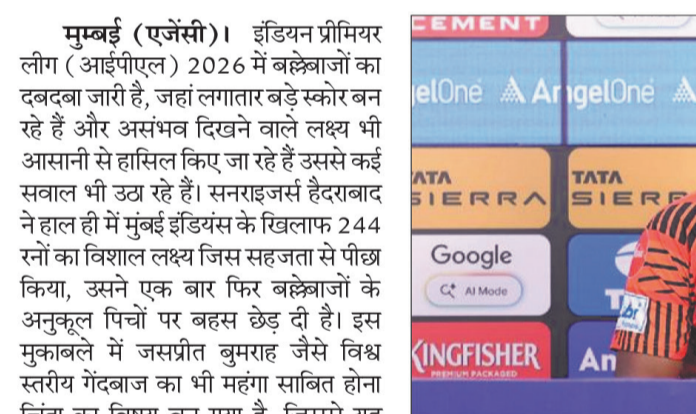 मुम्बई (एजेंसी)। इंडियन प्रीमियर
लीग ( आईपीएल ) 2026 में बल्लेबाजों का
दबदबा जारी है, जहां लगातार बड़े स्कोर बन
रहे हैं और असंभव दिखने वाले लक्ष्य भी
आसानी से हासिल किए जा रहे हैं उससे कई
सवाल भी उठा रहे हैं। सनराइजर्स हैदराबाद
ने हाल ही में मुंबई इंडियंस के खिलाफ 244
रनों का विशाल लक्ष्य जिस सहजता से पीछा
किया, उसने एक बार फिर बल्लेबाजों के
अनुकूल पिचों पर बहस छेड़ दी है। इस
मुकाबले में जसप्रीत बुमराह जैसे विश्व
स्तरीय गेंदबाज का भी महंगा साबित होना
CEMENT
elOne AngelOne
ATA TATA
SIERRA SIERR
Google
AI Mode
KINGFISHER
PREMIUM PACKAGED
An